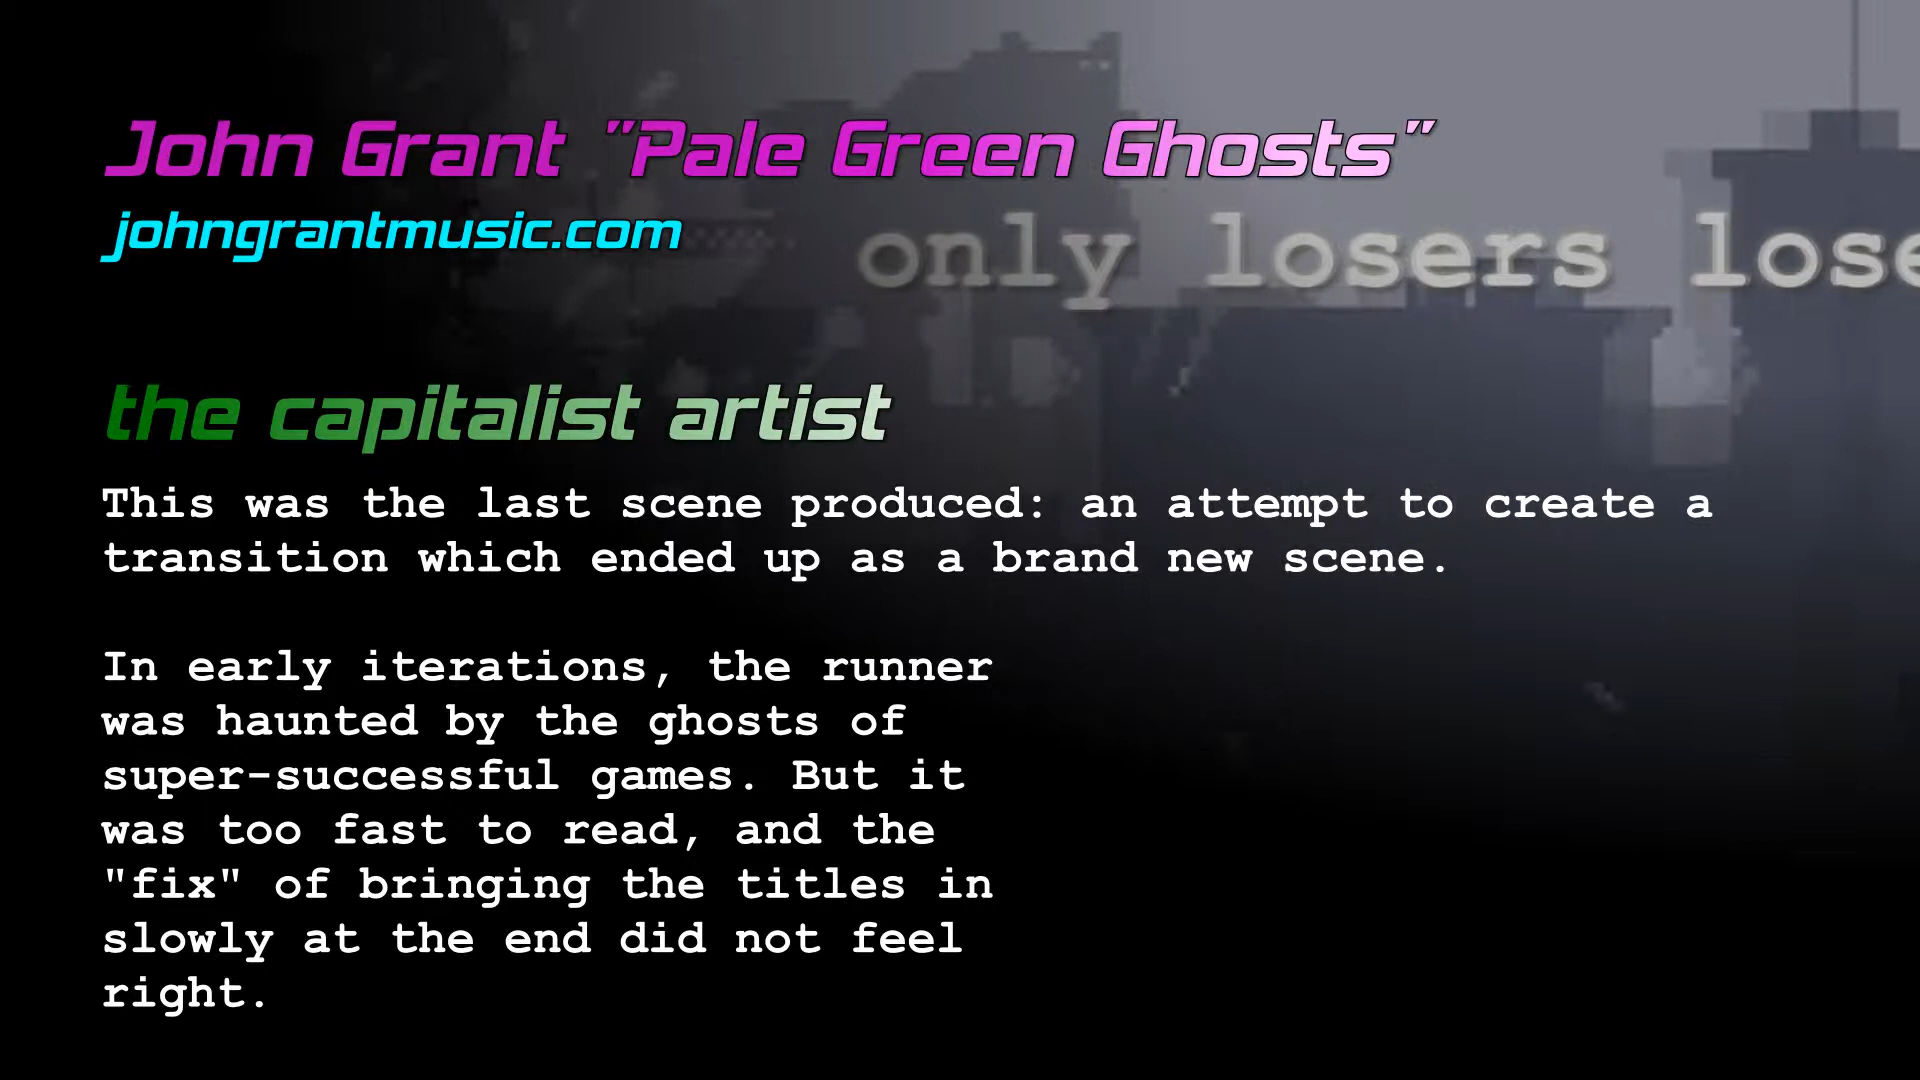 John Grant "Pale Green Ghosts"
johngrantmusic.com
only losers lose
the capitalist artist
This was the last scene produced: an attempt to create a
transition which ended up as a brand new scene.
In early iterations, the runner
was haunted by the ghosts of
super-successful games. But it
was too fast to read, and the
"fix" of bringing the titles in
slowly at the end did not feel
right.